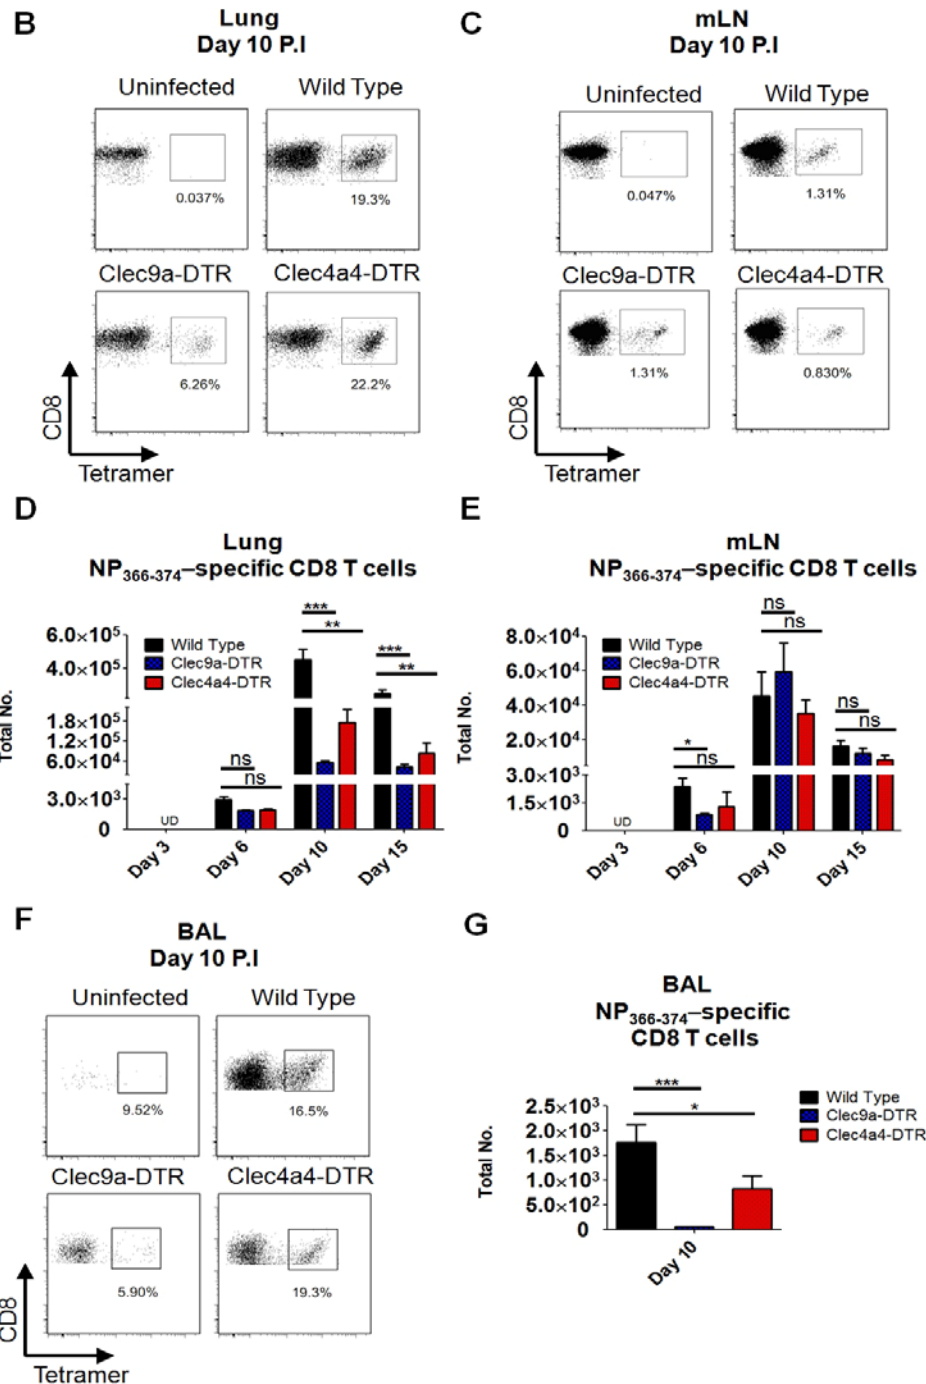 B
Lung
Day 10 P.I
Uninfected
Wild Type
0.037%
19.3%
Clec9a-DTR
Clec4a4-DTR
6.26%
22.2%
CD8
Tetramer
C
mLN
Day 10 P.I
Uninfected
Wild Type
0.047%
1.31%
Clec9a-DTR
Clec4a4-DTR
1.31%
0.830%
CD8
Tetramer
D
Lung
NP366-374–specific CD8 T cells
Total No.
6.0×10⁵
4.0×10⁵
1.8×10⁵
1.2×10⁵
6.0×10⁴
3.0×10³
0
Wild Type
Clec9a-DTR
Clec4a4-DTR
UD
ns
ns
***
**
***
**
Day 3
Day 6
Day 10
Day 15
E
mLN
NP366-374–specific CD8 T cells
Total No.
8.0×10⁴
6.0×10⁴
4.0×10⁴
2.0×10⁴
3.0×10³
1.5×10³
0
Wild Type
Clec9a-DTR
Clec4a4-DTR
UD
*
ns
ns
ns
ns
ns
Day 3
Day 6
Day 10
Day 15
F
BAL
Day 10 P.I
Uninfected
Wild Type
9.52%
16.5%
Clec9a-DTR
Clec4a4-DTR
5.90%
19.3%
CD8
Tetramer
G
BAL
NP366-374–specific
CD8 T cells
Total No.
2.5×10³
2.0×10³
1.5×10³
1.0×10³
5.0×10²
0
***
*
Wild Type
Clec9a-DTR
Clec4a4-DTR
Day 10